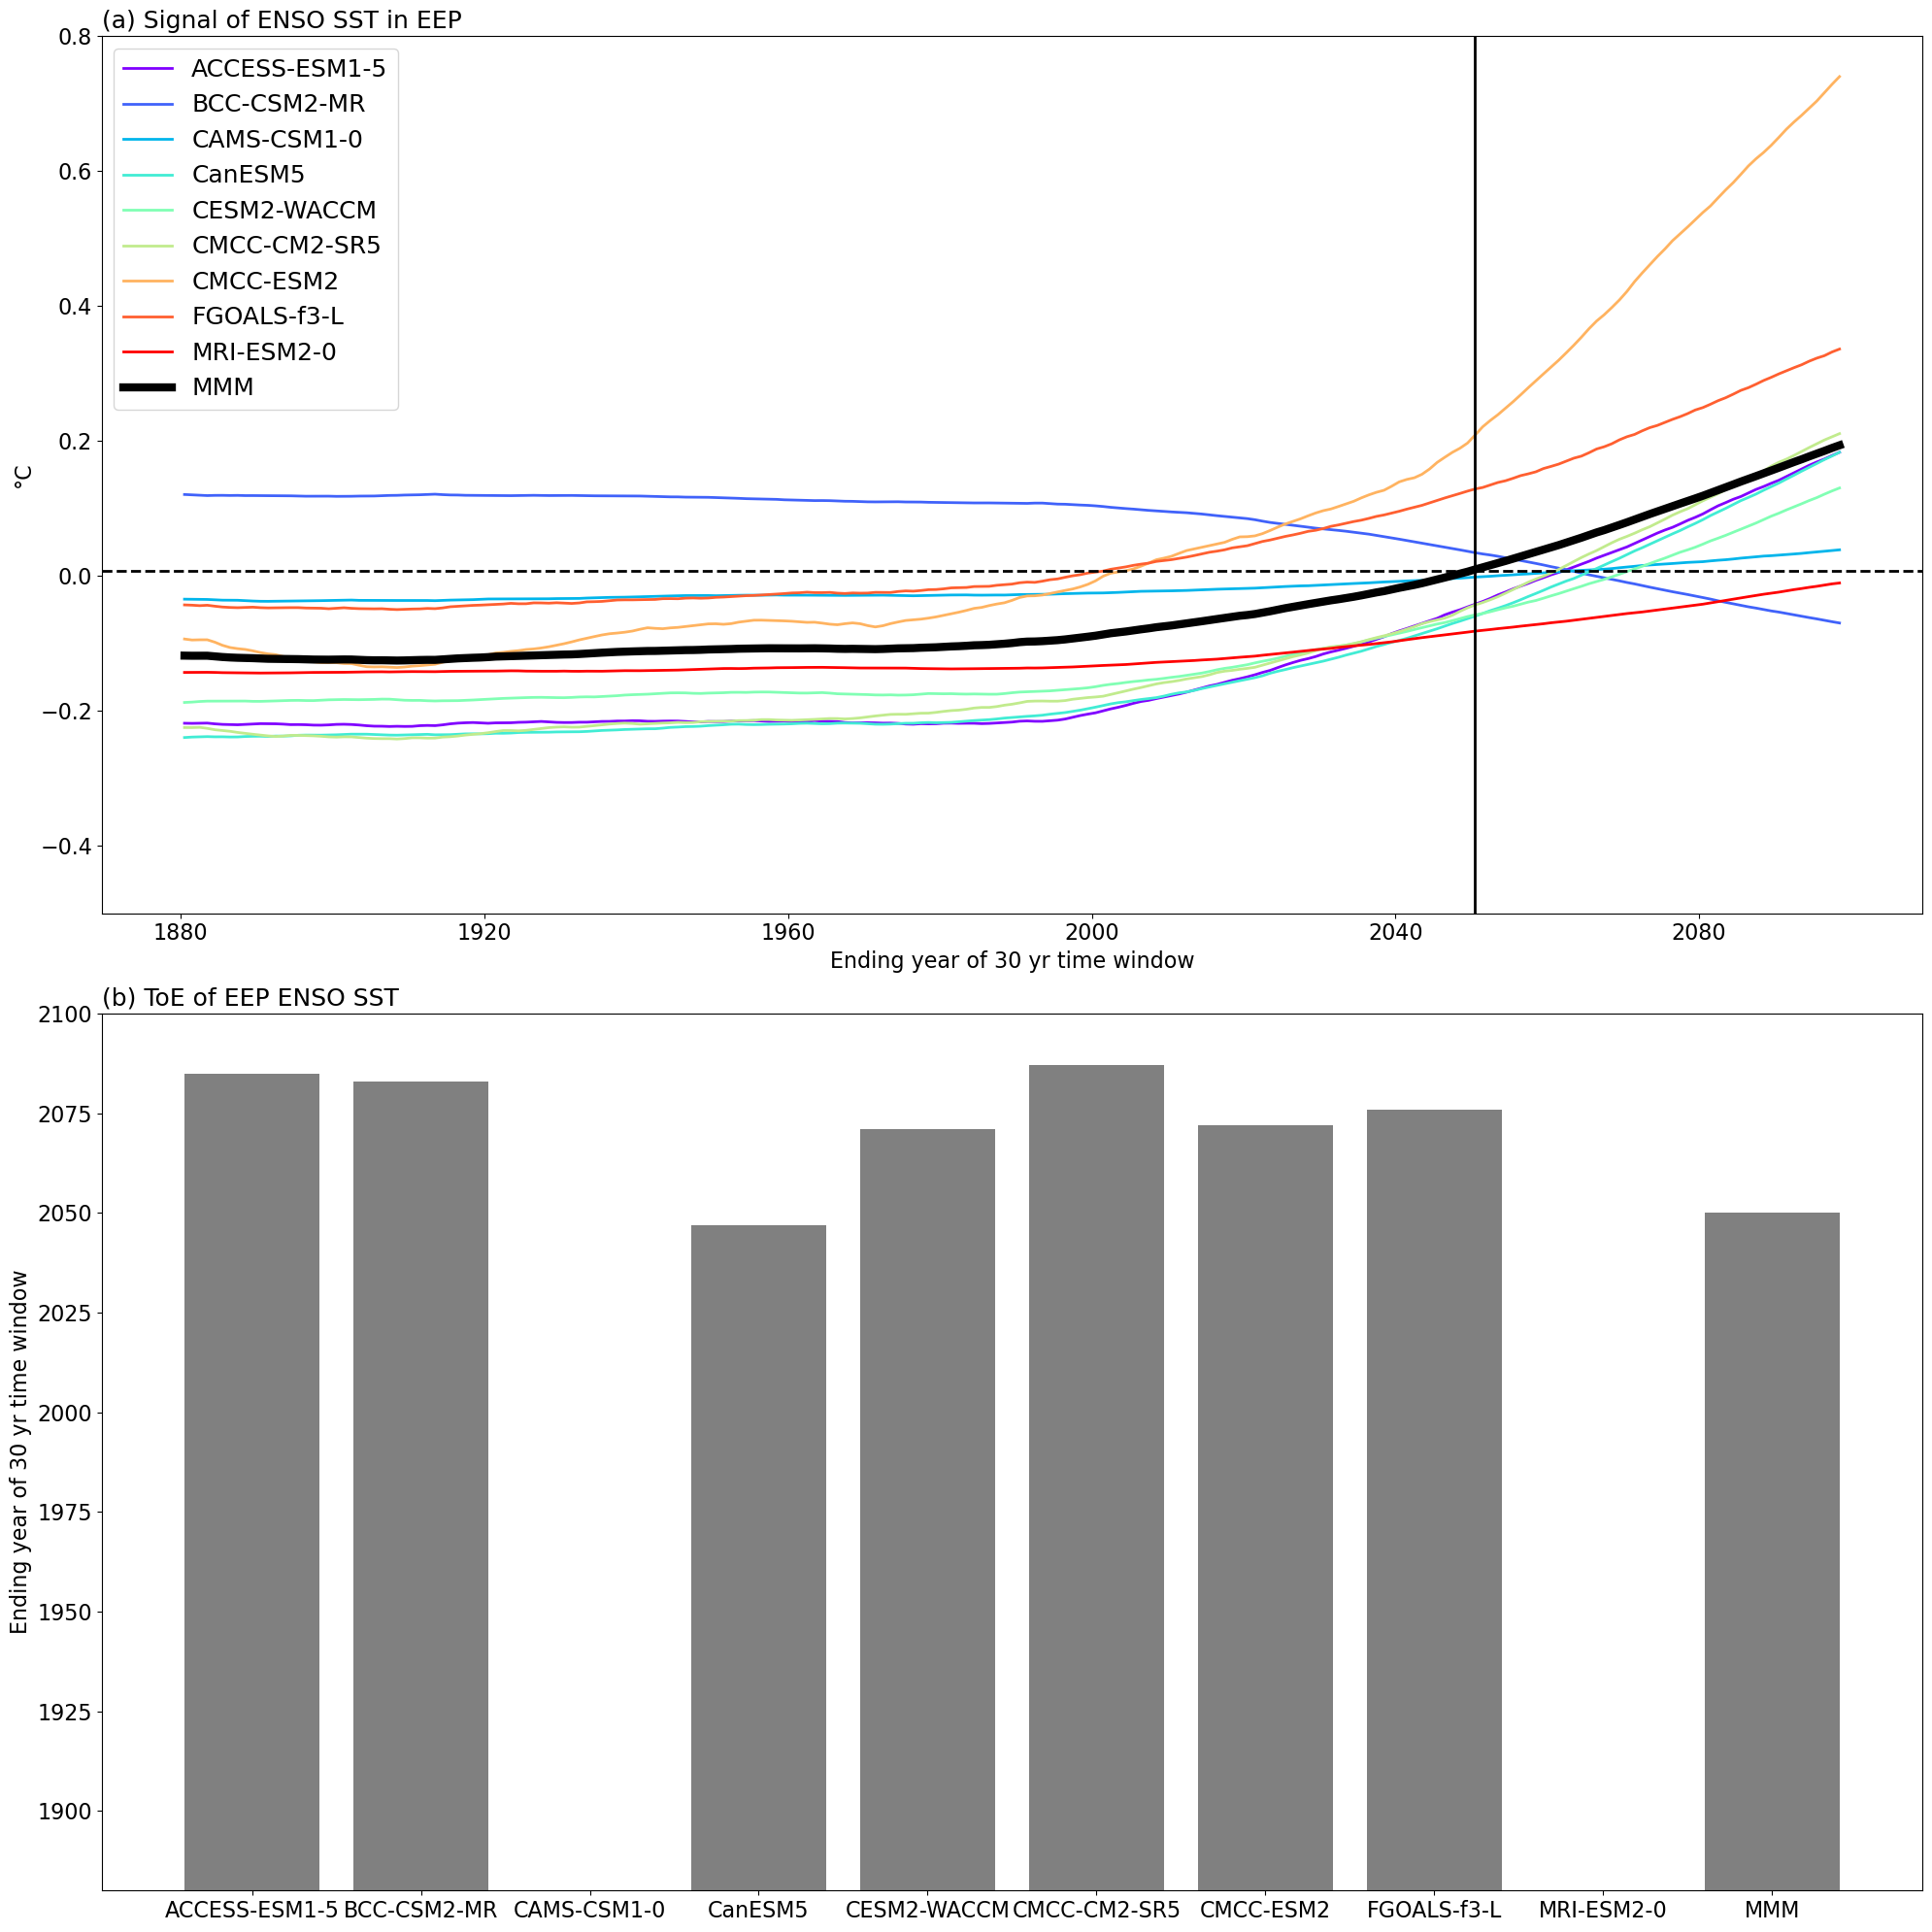 (a) Signal of ENSO SST in EEP
0.8
0.6
0.4
0.2
0.0
−0.2
−0.4
°C
ACCESS-ESM1-5
BCC-CSM2-MR
CAMS-CSM1-0
CanESM5
CESM2-WACCM
CMCC-CM2-SR5
CMCC-ESM2
FGOALS-f3-L
MRI-ESM2-0
MMM
1880 1920 1960 2000 2040 2080
Ending year of 30 yr time window
(b) ToE of EEP ENSO SST
2100
2075
2050
2025
2000
1975
1950
1925
1900
Ending year of 30 yr time window
ACCESS-ESM1-5 BCC-CSM2-MR CAMS-CSM1-0 CanESM5 CESM2-WACCM CMCC-CM2-SR5 CMCC-ESM2 FGOALS-f3-L MRI-ESM2-0 MMM